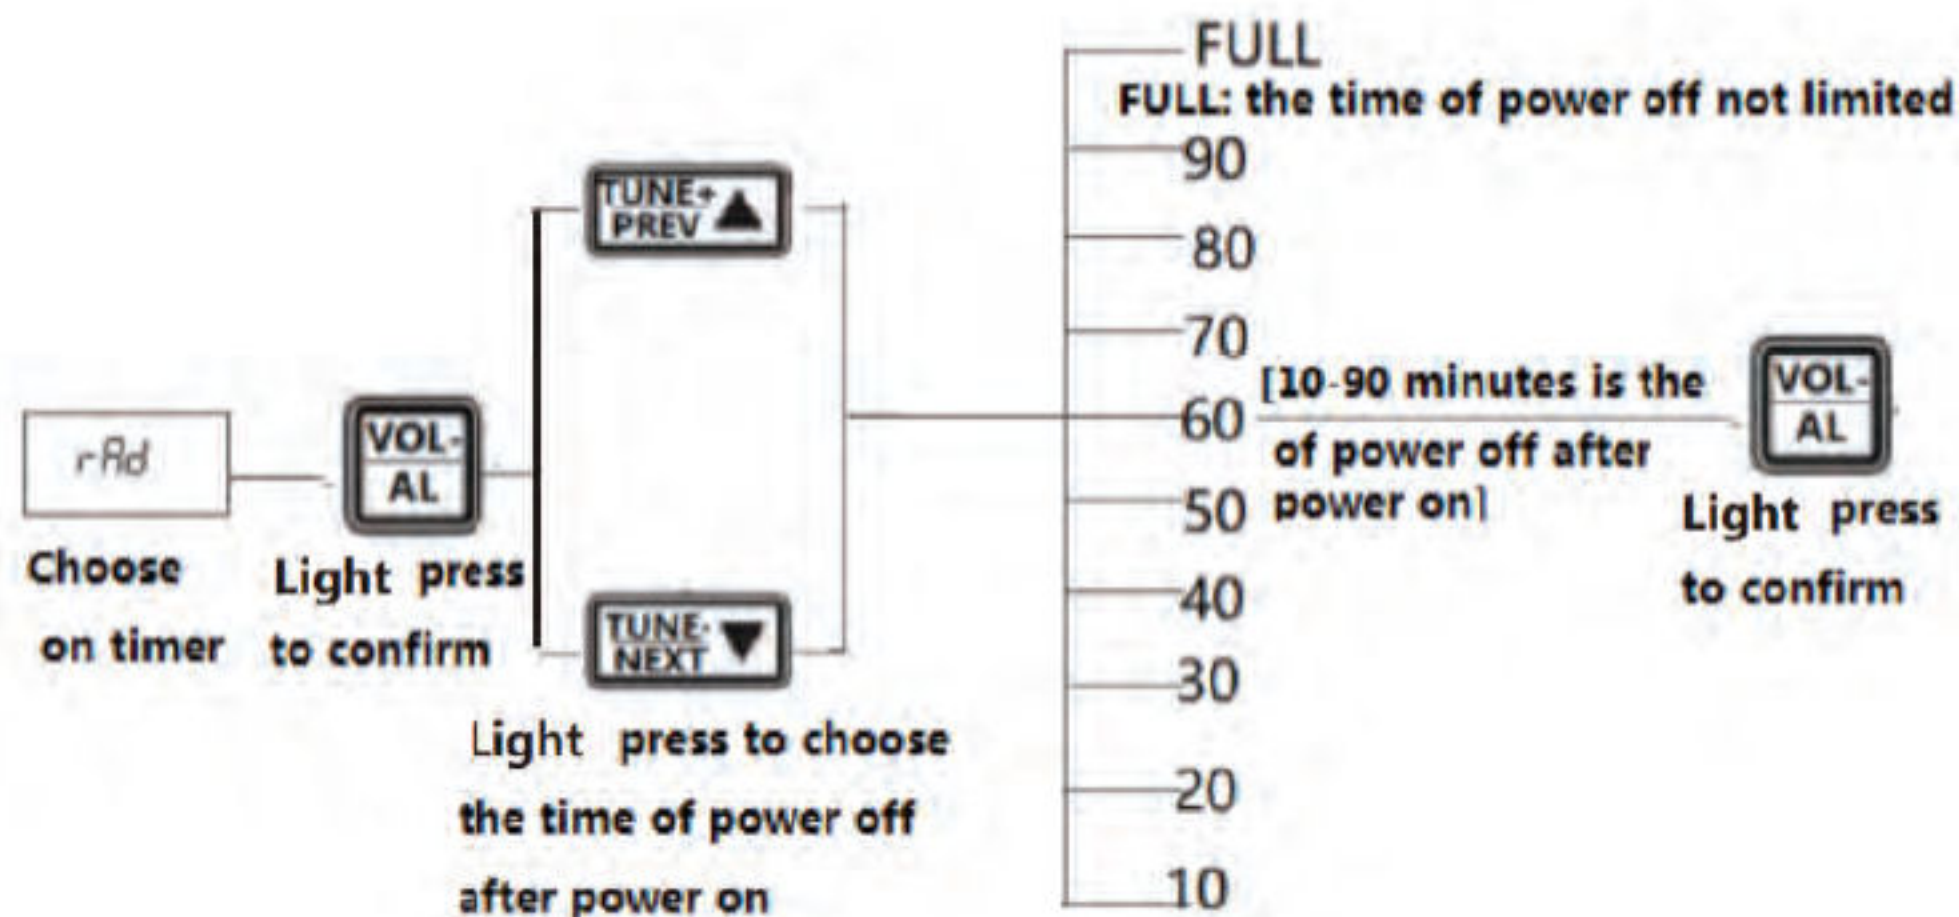 rAd
Choose
on timer
VOL-
AL
Light press
to confirm
TUNE+
PREV
TUNE-
NEXT
Light press to choose
the time of power off
after power on
FULL
FULL: the time of power off not limited
90
80
70
60
50
40
30
20
10
[10-90 minutes is the
of power off after
power on]
VOL-
AL
Light press
to confirm